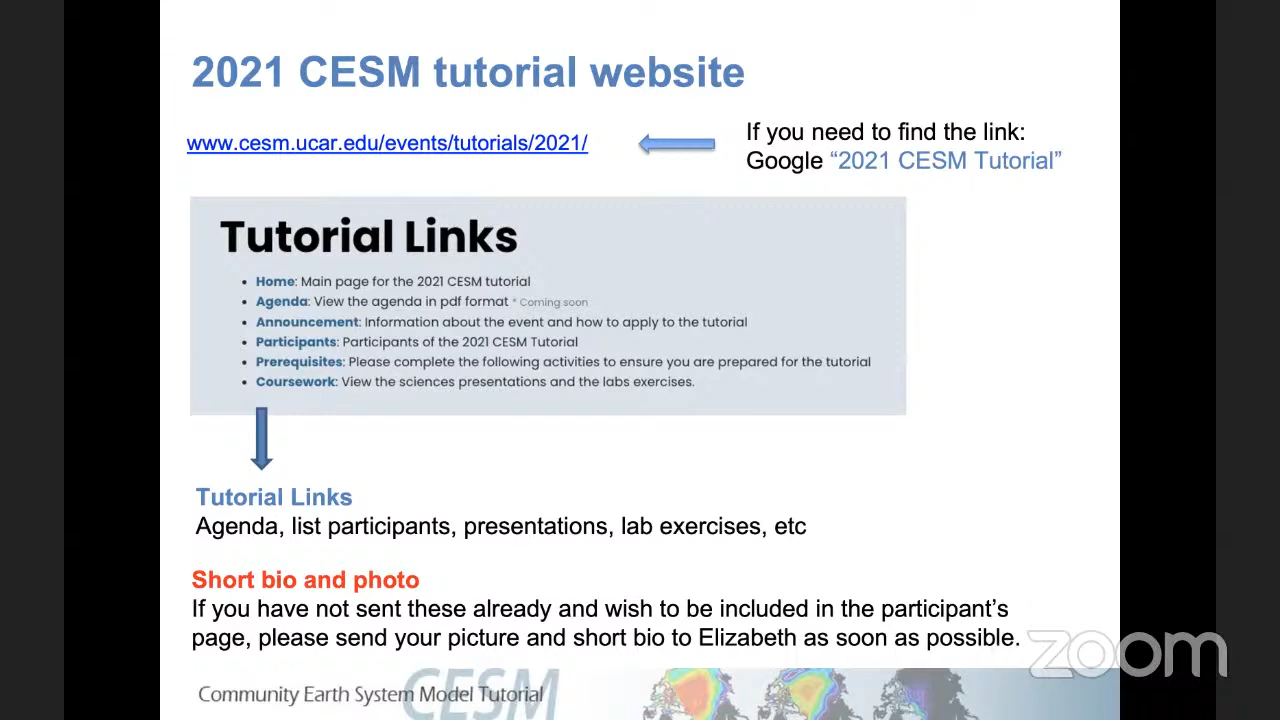 2021 CESM tutorial website
www.cesm.ucar.edu/events/tutorials/2021/
If you need to find the link:
Google “2021 CESM Tutorial”
Tutorial Links
• Home: Main page for the 2021 CESM tutorial
• Agenda: View the agenda in pdf format * Coming soon
• Announcement: Information about the event and how to apply to the tutorial
• Participants: Participants of the 2021 CESM Tutorial
• Prerequisites: Please complete the following activities to ensure you are prepared for the tutorial
• Coursework: View the sciences presentations and the labs exercises.
Tutorial Links
Agenda, list participants, presentations, lab exercises, etc
Short bio and photo
If you have not sent these already and wish to be included in the participant’s
page, please send your picture and short bio to Elizabeth as soon as possible.
zoom
CESM
Community Earth System Model Tutorial